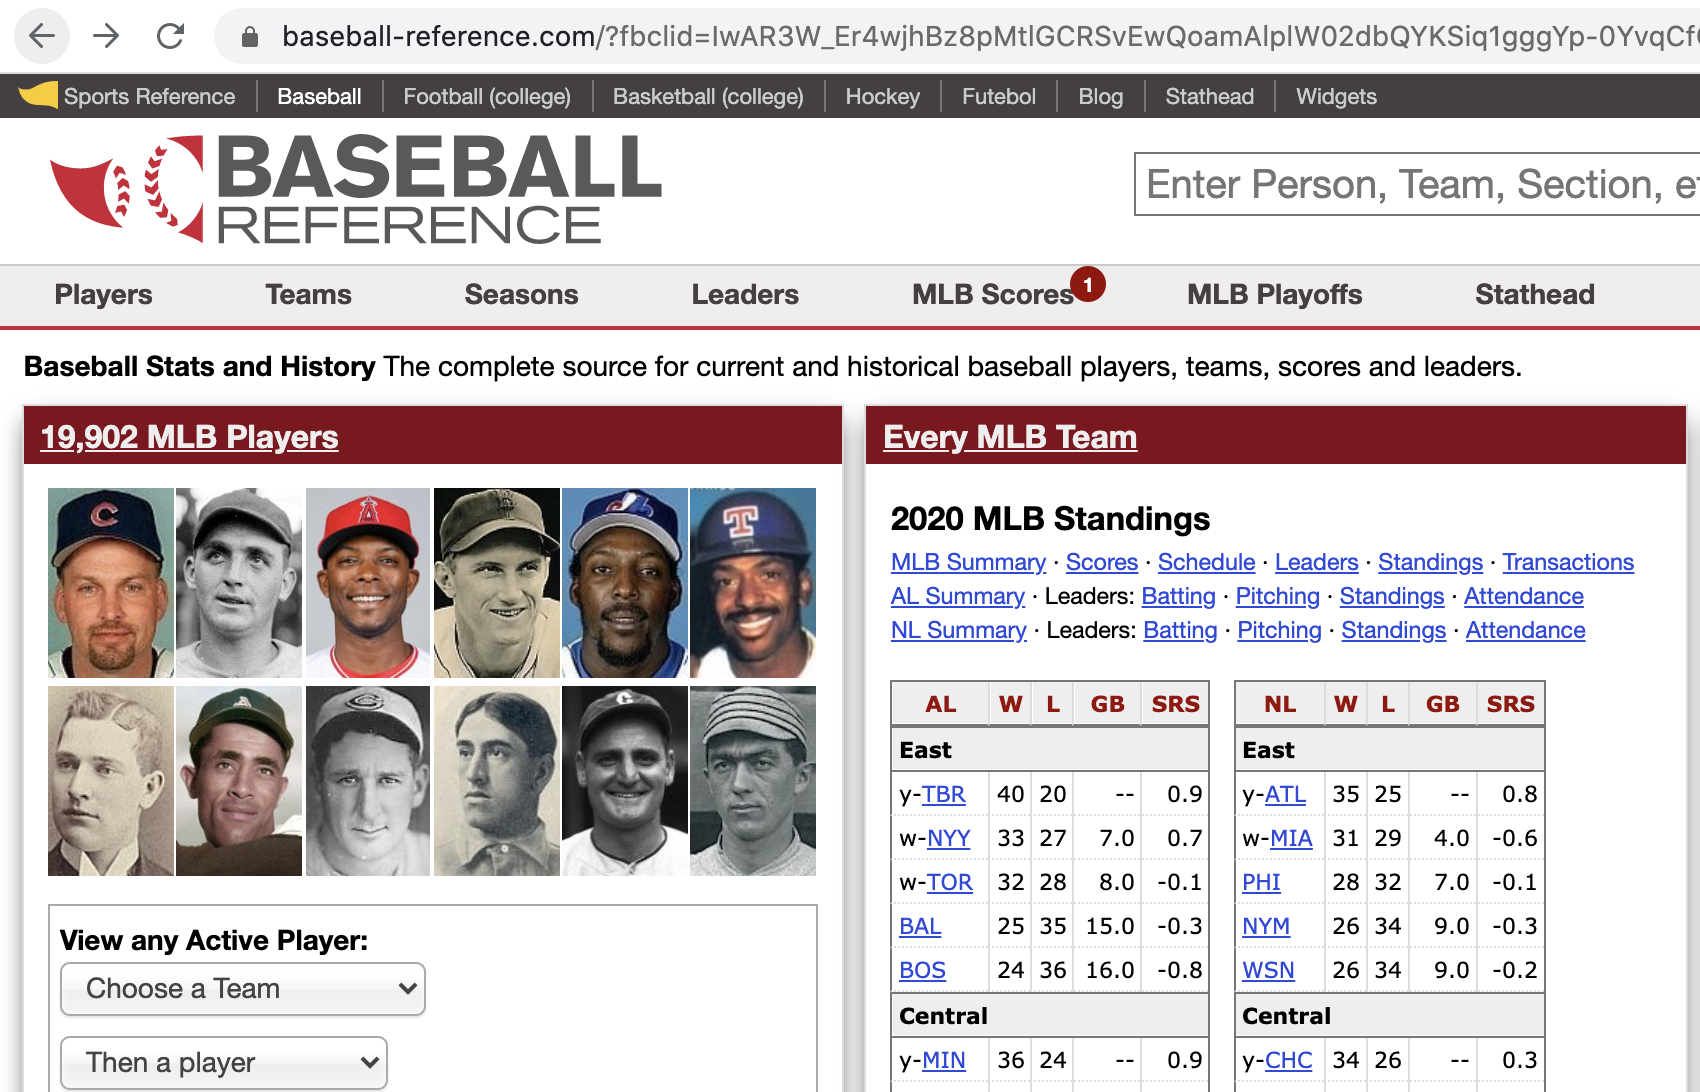 baseball-reference.com/?fbclid=IwAR3W_Er4wjhBz8pMtlGCRSvEwQoamAlplW02dbQYKSiq1gggYp-0YvqCf
Sports Reference Baseball Football (college) Basketball (college) Hockey Futebol Blog Stathead Widgets
BASEBALL
REFERENCE
Enter Person, Team, Section, et
Players Teams Seasons Leaders MLB Scores 1 MLB Playoffs Stathead
Baseball Stats and History The complete source for current and historical baseball players, teams, scores and leaders.
19,902 MLB Players
C
A
T
A
C
C
View any Active Player:
Choose a Team
Then a player
Every MLB Team
2020 MLB Standings
MLB Summary · Scores · Schedule · Leaders · Standings · Transactions
AL Summary · Leaders: Batting · Pitching · Standings · Attendance
NL Summary · Leaders: Batting · Pitching · Standings · Attendance
AL W L GB SRS
East
y-TBR 40 20 -- 0.9
w-NYY 33 27 7.0 0.7
w-TOR 32 28 8.0 -0.1
BAL 25 35 15.0 -0.3
BOS 24 36 16.0 -0.8
Central
y-MIN 36 24 -- 0.9
NL W L GB SRS
East
y-ATL 35 25 -- 0.8
w-MIA 31 29 4.0 -0.6
PHI 28 32 7.0 -0.1
NYM 26 34 9.0 -0.3
WSN 26 34 9.0 -0.2
Central
y-CHC 34 26 -- 0.3